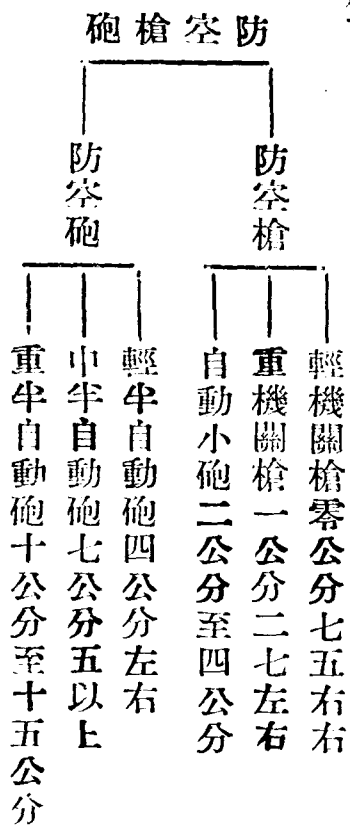 防空槍砲
防空槍
輕機關槍零公分七五右右
重機關槍一公分二七左右
自動小砲二公分至四公分
防空砲
輕半自動砲四公分左右
中半自動砲七公分五以上
重半自動砲十公分至十五公分